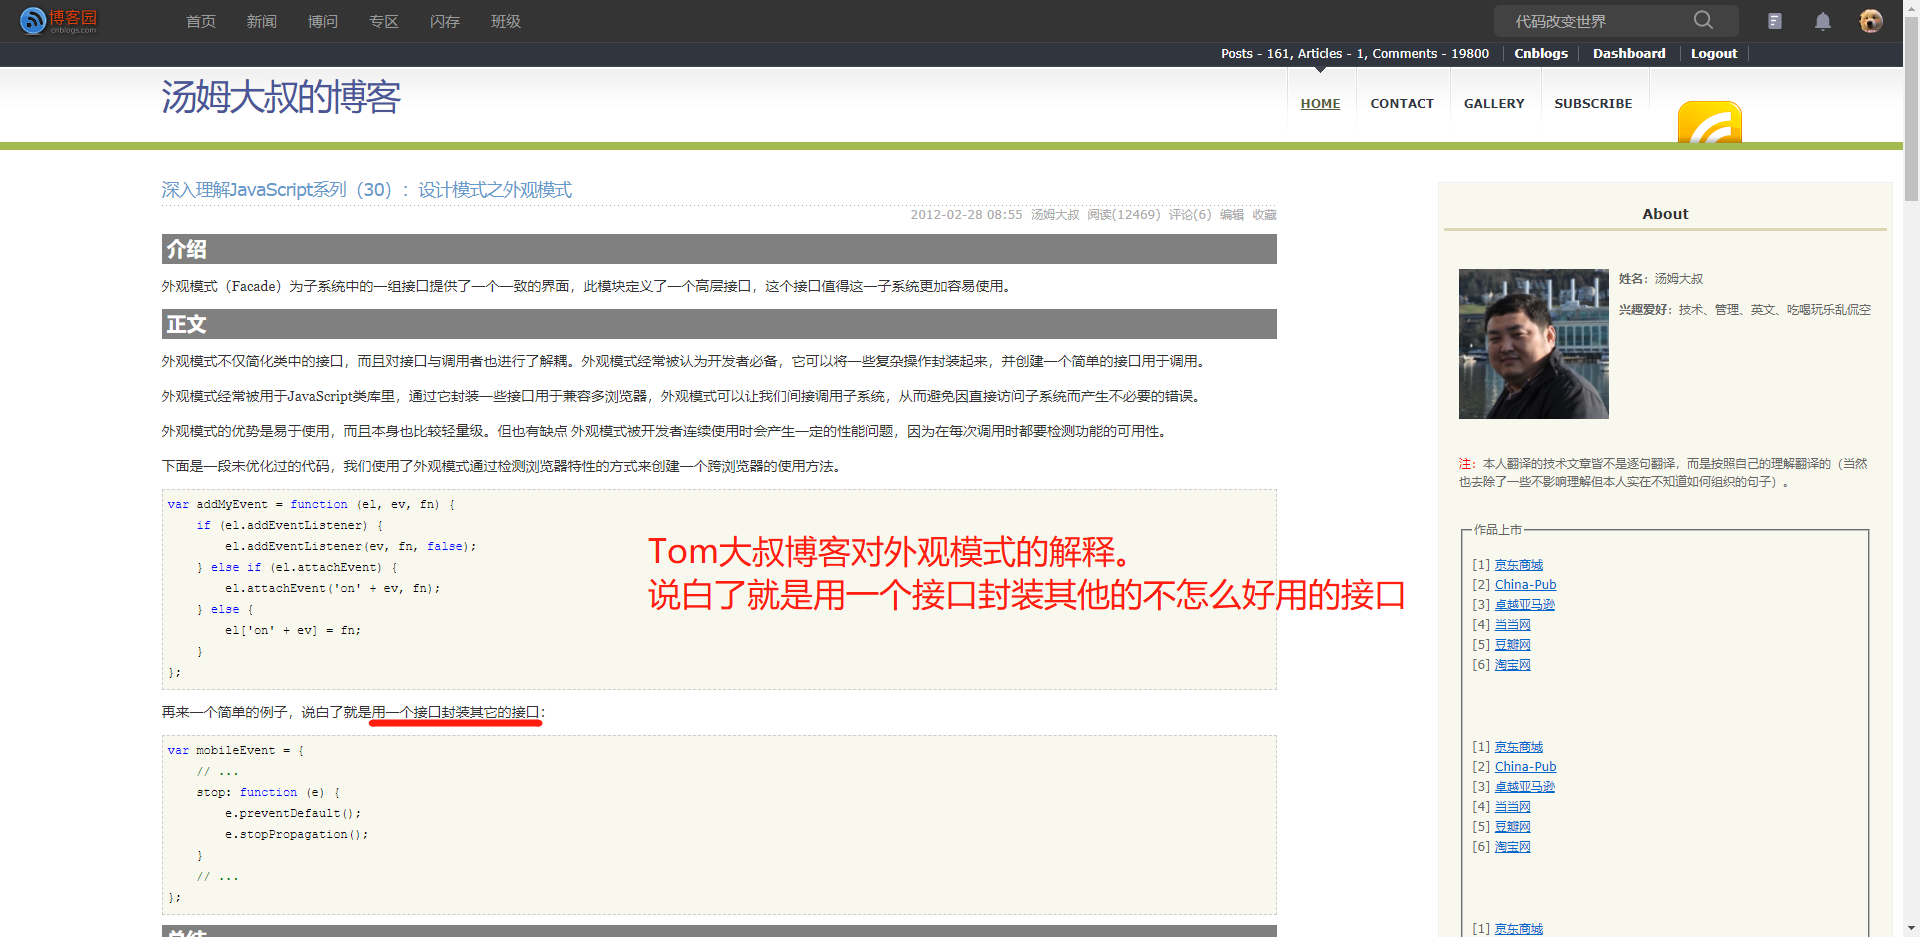 博客园
cnblogs.com
首页 新闻 博问 专区 闪存 班级
代码改变世界
Posts - 161, Articles - 1, Comments - 19800 Cnblogs Dashboard Logout
汤姆大叔的博客
HOME CONTACT GALLERY SUBSCRIBE
深入理解JavaScript系列（30）：设计模式之外观模式
2012-02-28 08:55 汤姆大叔 阅读(12469) 评论(6) 编辑 收藏
介绍
外观模式（Facade）为子系统中的一组接口提供了一个一致的界面，此模块定义了一个高层接口，这个接口值得这一子系统更加容易使用。
正文
外观模式不仅简化类中的接口，而且对接口与调用者也进行了解耦。外观模式经常被认为开发者必备，它可以将一些复杂操作封装起来，并创建一个简单的接口用于调用。
外观模式经常被用于JavaScript类库里，通过它封装一些接口用于兼容多浏览器，外观模式可以让我们间接调用子系统，从而避免因直接访问子系统而产生不必要的错误。
外观模式的优势是易于使用，而且本身也比较轻量级。但也有缺点 外观模式被开发者连续使用时会产生一定的性能问题，因为在每次调用时都要检测功能的可用性。
下面是一段未优化过的代码，我们使用了外观模式通过检测浏览器特性的方式来创建一个跨浏览器的使用方法。
var addMyEvent = function (el, ev, fn) {
if (el.addEventListener) {
el.addEventListener(ev, fn, false);
} else if (el.attachEvent) {
el.attachEvent('on' + ev, fn);
} else {
el['on' + ev] = fn;
}
};
Tom大叔博客对外观模式的解释。
说白了就是用一个接口封装其他的不怎么好用的接口
再来一个简单的例子，说白了就是用一个接口封装其它的接口：
var mobileEvent = {
// ...
stop: function (e) {
e.preventDefault();
e.stopPropagation();
}
// ...
};
总结
About
姓名：汤姆大叔
兴趣爱好：技术、管理、英文、吃喝玩乐乱侃空
注：本人翻译的技术文章皆不是逐句翻译，而是按照自己的理解翻译的（当然
也去除了一些不影响理解但本人实在不知道如何组织的句子）。
作品上市
[1] 京东商城
[2] China-Pub
[3] 卓越亚马逊
[4] 当当网
[5] 豆瓣网
[6] 淘宝网
[1] 京东商城
[2] China-Pub
[3] 卓越亚马逊
[4] 当当网
[5] 豆瓣网
[6] 淘宝网
[1] 京东商城